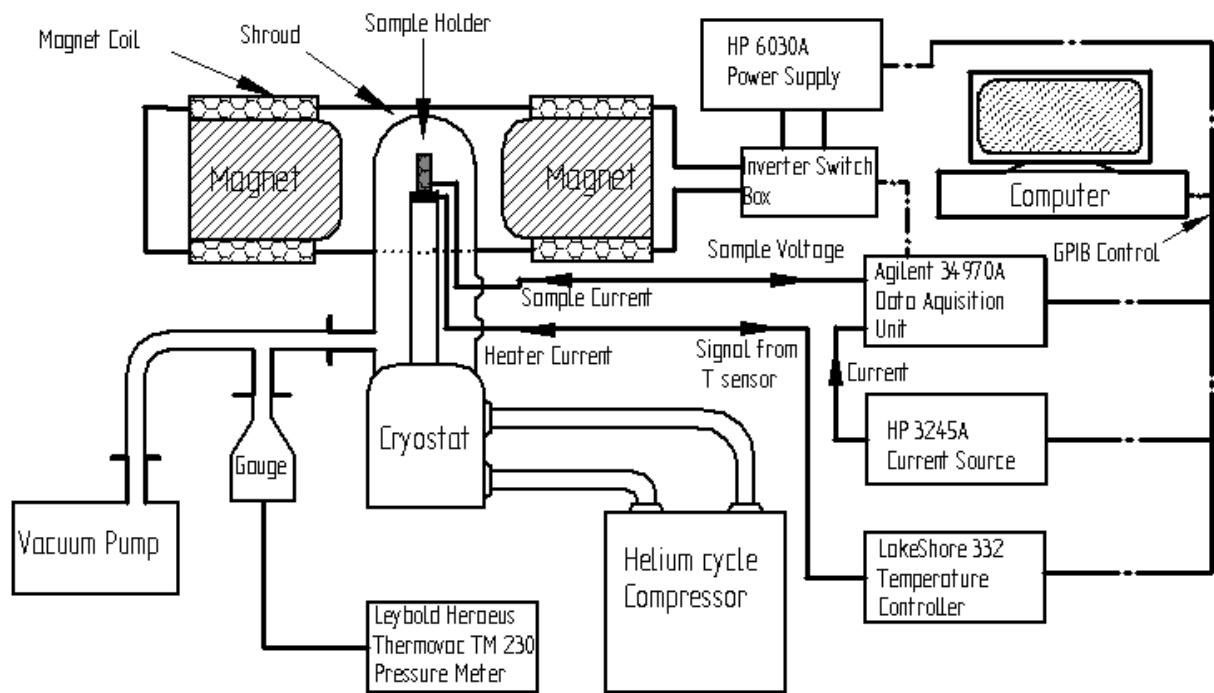 Sample Holder
Shroud
Magnet Coil
HP 6030A
Power Supply
Magnet
Magnet
Inverter Switch
Box
Computer
GPIB Control
Sample Voltage
Sample Current
Agilent 34970A
Data Aquisition
Unit
Heater Current
Signal from
T sensor
Current
HP 3245A
Current Source
Cryostat
Gauge
Vacuum Pump
Helium cycle
Compressor
LakeShore 332
Temperature
Controller
Leybold Heraeus
Thermovac TM 230
Pressure Meter